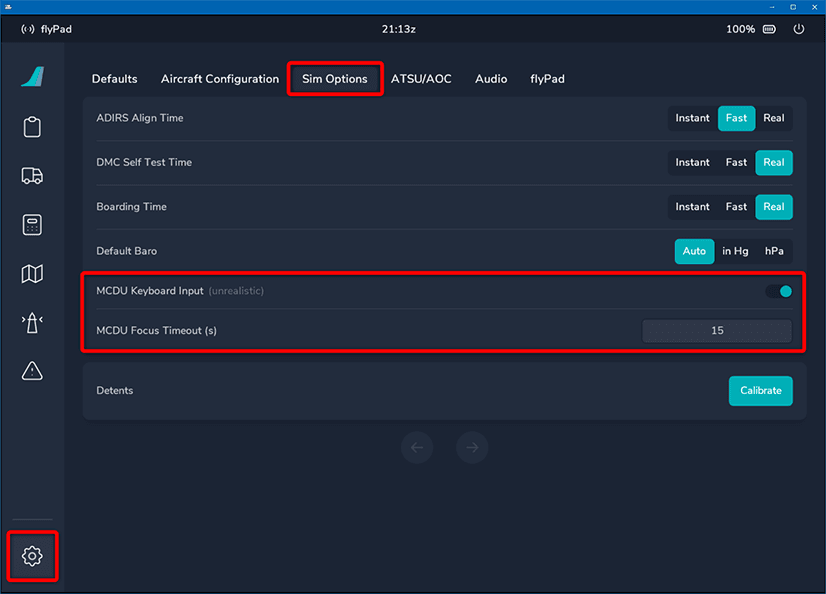 flyPad 21:13z 100%
Defaults Aircraft Configuration Sim Options ATSU/AOC Audio flyPad
ADIRS Align Time Instant Fast Real
DMC Self Test Time Instant Fast Real
Boarding Time Instant Fast Real
Default Baro Auto in Hg hPa
MCDU Keyboard Input (unrealistic)
MCDU Focus Timeout (s) 15
Detents Calibrate